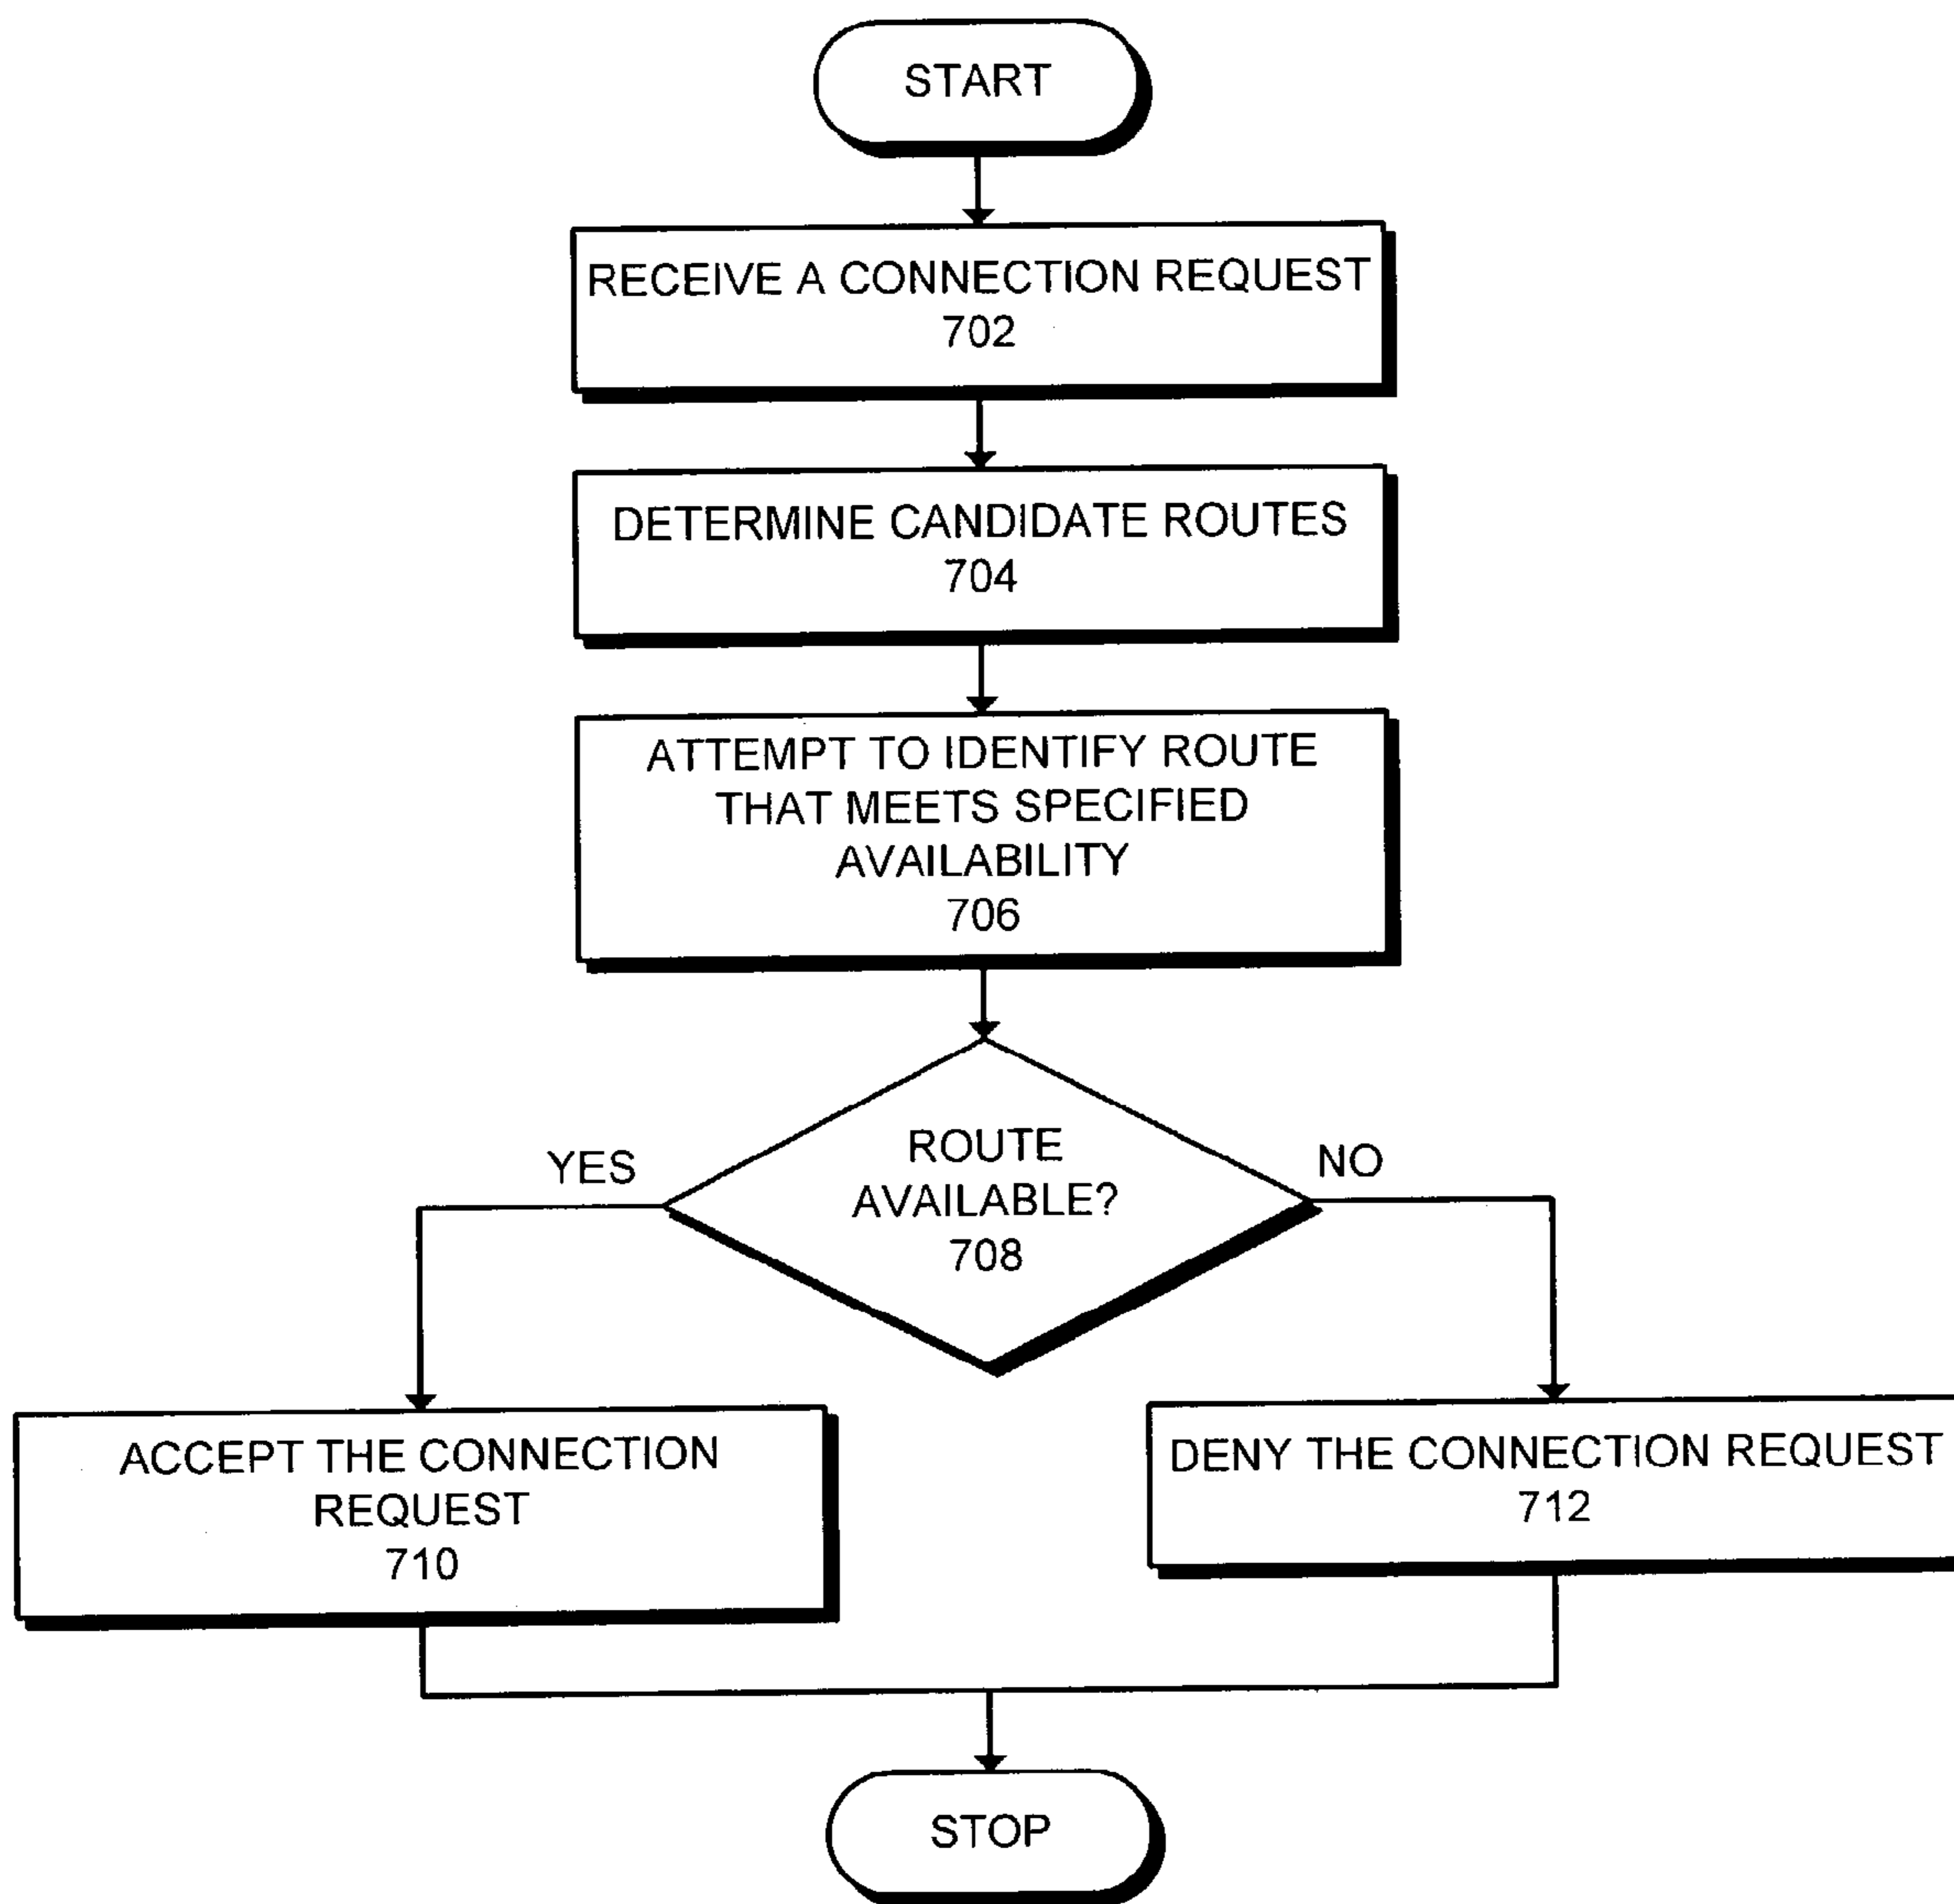 START
RECEIVE A CONNECTION REQUEST
702
DETERMINE CANDIDATE ROUTES
704
ATTEMPT TO IDENTIFY ROUTE
THAT MEETS SPECIFIED
AVAILABILITY
706
ROUTE
AVAILABLE?
708
YES
NO
ACCEPT THE CONNECTION
REQUEST
710
DENY THE CONNECTION REQUEST
712
STOP